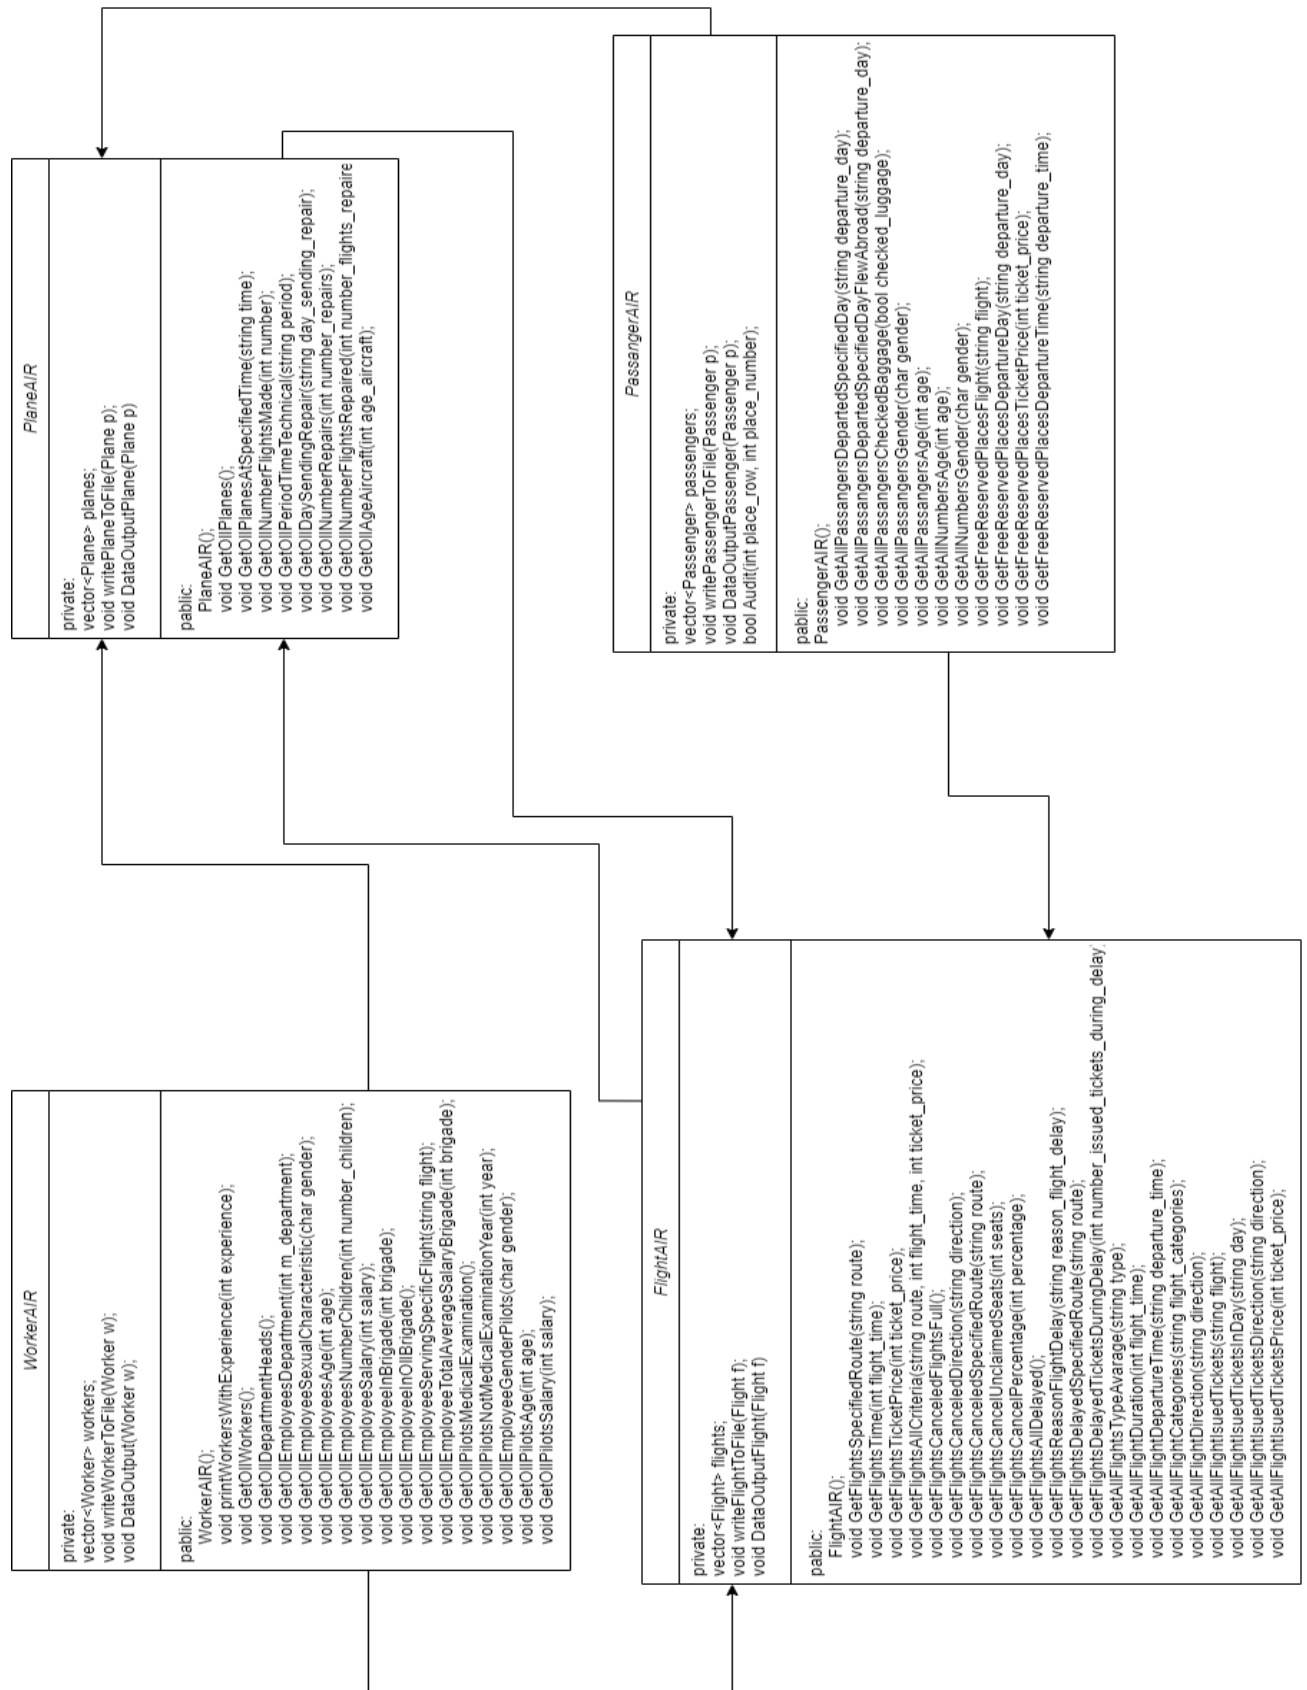 WorkerAIR
private:
vector<Worker> workers;
void writeWorkerToFile(Worker w);
void DataOutput(Worker w);
pablic:
WorkerAIR();
void printWorkersWithExperience(int experience);
void GetOllWorkers();
void GetOllDepartmentHeads();
void GetOllEmployeesDepartment(int m_department);
void GetOllEmployeeSexualCharacteristic(char gender);
void GetOllEmployeesAge(int age);
void GetOllEmployeesNumberChildren(int number_children);
void GetOllEmployeeSalary(int salary);
void GetOllEmployeInBrigade(int brigade);
void GetOllEmployeeInOllBrigade();
void GetOllEmployeeServingSpecificFlight(string flight);
void GetOllEmployeeTotalAverageSalaryBrigade(int brigade);
void GetOllPilotsMedicalExamination();
void GetOllPilotsNotMedicalExaminationYear(int year);
void GetOllEmployeeGenderPilots(char gender);
void GetOllPilotsAge(int age);
void GetOllPilotsSalary(int salary);
PlaneAIR
private:
vector<Plane> planes;
void writePlaneToFile(Plane p);
void DataOutputPlane(Plane p)
pablic:
PlaneAIR();
void GetOllPlanes();
void GetOllPlanesAtSpecifiedTime(string time);
void GetOllNumberFlightsMade(int number);
void GetOllPeriodTimeTechnical(string period);
void GetOllDaySendingRepair(string day_sending_repair);
void GetOllNumberRepairs(int number_repairs);
void GetOllNumberFlightsRepaired(int number_flights_repaire
void GetOllAgeAircraft(int age_aircraft);
FlightAIR
private:
vector<Flight> flights;
void writeFlightToFile(Flight f);
void DataOutputFlight(Flight f)
pablic:
FlightAIR();
void GetFlightsSpecifiedRoute(string route);
void GetFlightsTime(int flight_time);
void GetFlightsTicketPrice(int ticket_price);
void GetFlightsAllCriteria(string route, int flight_time, int ticket_price);
void GetFlightsCanceledFlightsFull();
void GetFlightsCanceledDirection(string direction);
void GetFlightsCanceledSpecifiedRoute(string route);
void GetFlightsCancelUnclaimedSeats(int seats);
void GetFlightsCancelPercentage(int percentage);
void GetFlightsAllDelayed();
void GetFlightsReasonFlightDelay(string reason_flight_delay);
void GetFlightsDelayedSpecifiedRoute(string route);
void GetFlightsDelayedTicketsDuringDelay(int number_issued_tickets_during_delay)
void GetAllFlightsTypeAvarage(string type);
void GetAllFlightDuration(int flight_time);
void GetAllFlightDepartureTime(string departure_time);
void GetAllFlightCategories(string flight_categories);
void GetAllFlightDirection(string direction);
void GetAllFlightIsuedTickets(string flight);
void GetAllFlightIsuedTicketsInDay(string day);
void GetAllFlightIsuedTicketsDirection(string direction);
void GetAllFlightIsuedTicketsPrice(int ticket_price);
PassangerAIR
private:
vector<Passenger> passengers;
void writePassengerToFile(Passenger p);
void DataOutputPassenger(Passenger p);
bool Audit(int place_row, int place_number);
pablic:
PassengerAIR();
void GetAllPassangersDepartedSpecifiedDay(string departure_day);
void GetAllPassangersDepartedSpecifiedDayFlewAbroad(string departure_day);
void GetAllPassangersCheckedBaggage(bool checked_luggage);
void GetAllPassangersGender(char gender);
void GetAllPassangersAge(int age);
void GetAllNumbersAge(int age);
void GetAllNumbersGender(char gender);
void GetFreeReservedPlacesFlight(string flight);
void GetFreeReservedPlacesDepartureDay(string departure_day);
void GetFreeReservedPlacesTicketPrice(int ticket_price);
void GetFreeReservedPlacesDepartureTime(string departure_time);